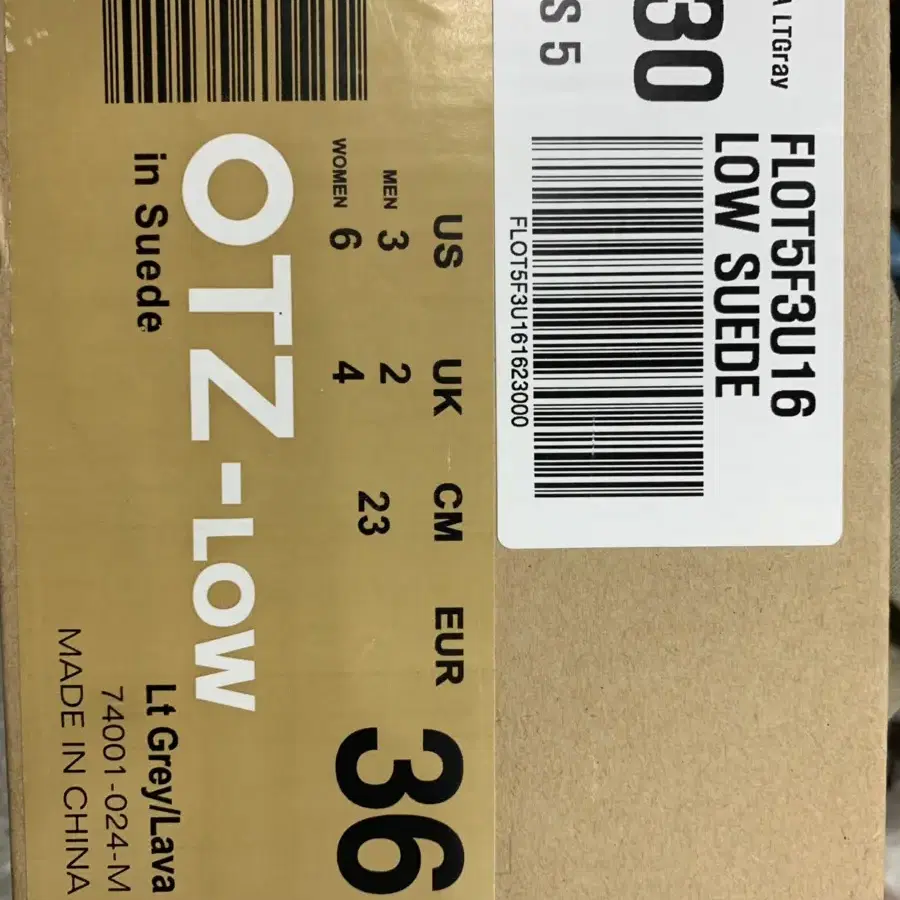 LTGray FLOT5F3U16
LOW SUEDE
30
S 5
FLOT5F3U161623000
US UK CM EUR
MEN 3 2
23
WOMEN 6 4
36
OTZ-LOW
in Suede
Lt Grey/Lava
74001-024-M
MADE IN CHINA